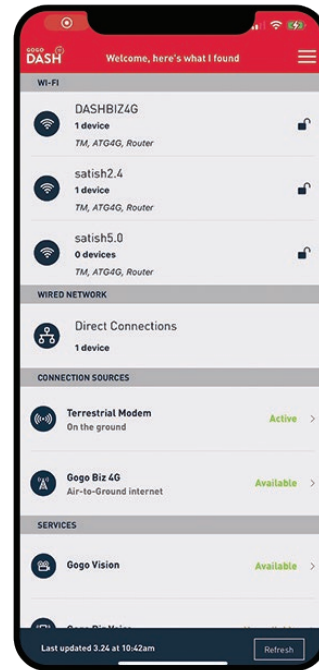 GOGO
DASH
Welcome, here's what I found
WI-FI
DASHBIZ4G
1 device
TM, ATG4G, Router
satish2.4
1 device
TM, ATG4G, Router
satish5.0
0 devices
TM, ATG4G, Router
WIRED NETWORK
Direct Connections
1 device
CONNECTION SOURCES
Terrestrial Modem
On the ground
Active
Gogo Biz 4G
Air-to-Ground internet
Available
SERVICES
Gogo Vision
Available
Last updated 3.24 at 10:42am
Refresh